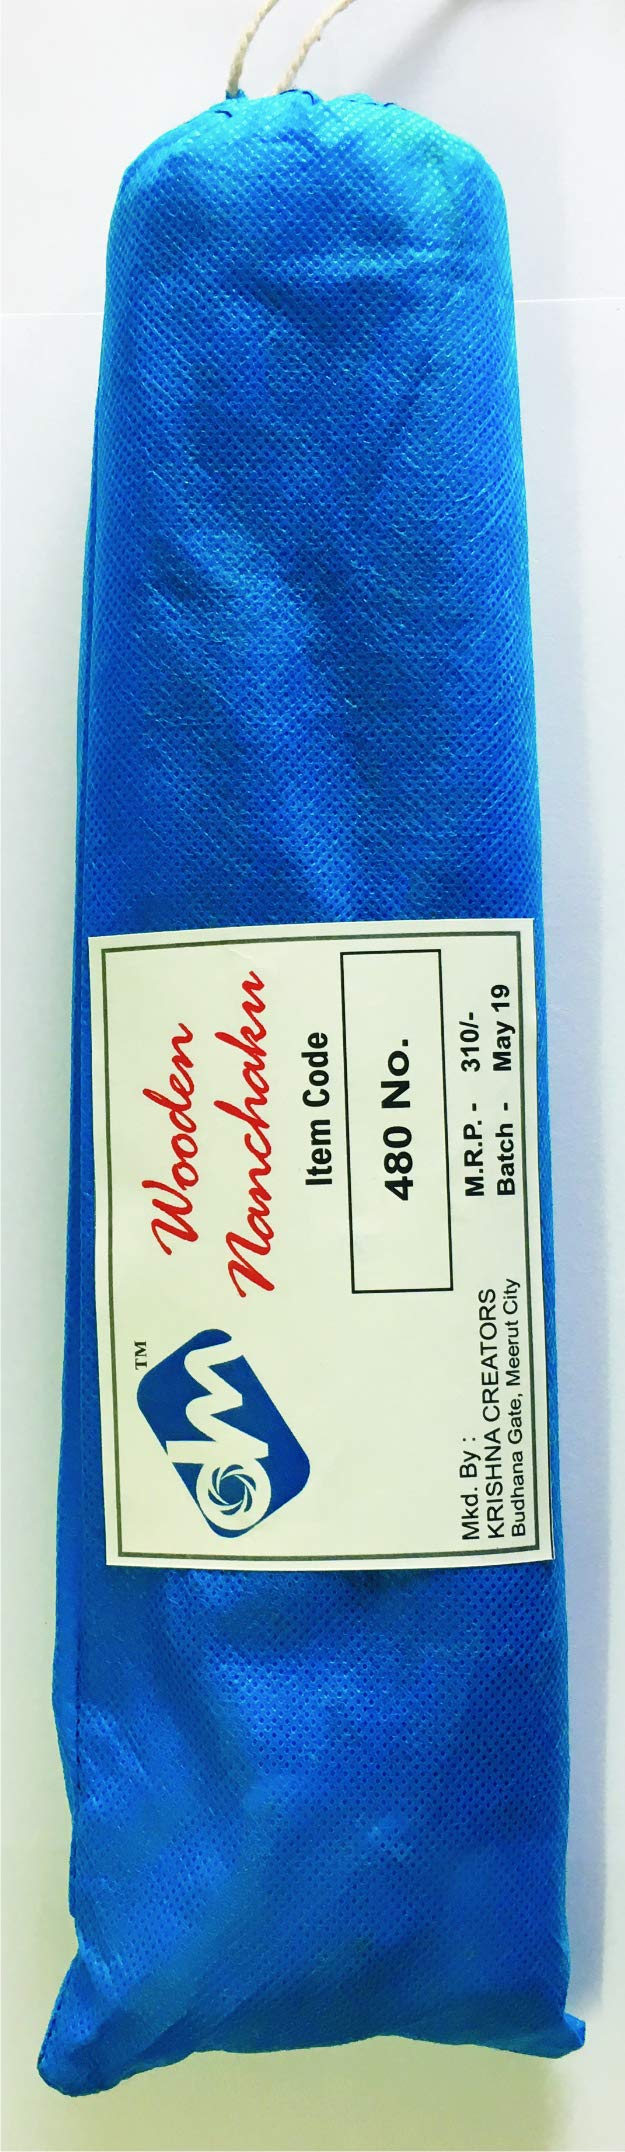 Wooden
Nanchaku
Item Code
480 No.
TM
dm
Mkd. By :
KRISHNA CREATORS
Budhana Gate, Meerut City
M.R.P. - 310/-
Batch - May 19